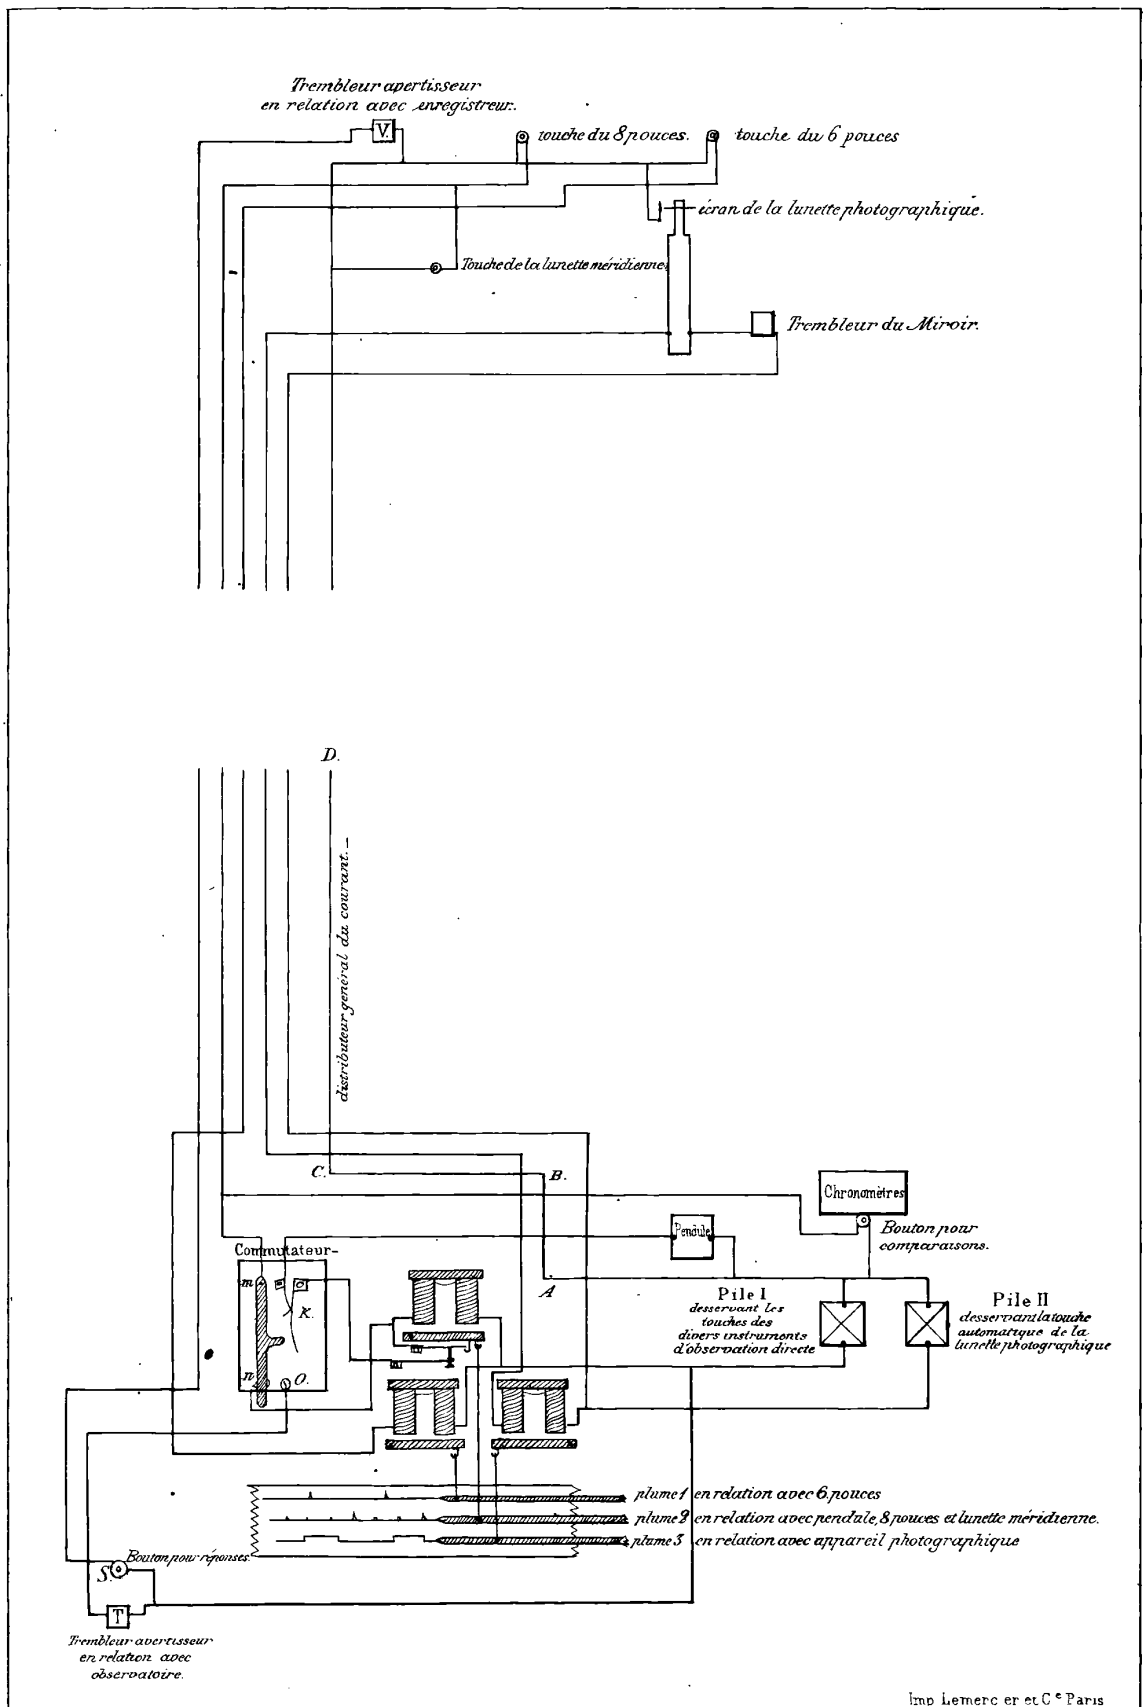 Trembleur apertisseur
en relation avec enregistreur.
V.
touche du 8 pouces.
touche du 6 pouces
écran de la lunette photographique.
Touche de la lunette méridienne
Trembleur du Miroir.
D.
distributeur général du courant.
C.
B.
Chronomètres
Bouton pour
comparaisons.
Pendule
Commutateur
m
K.
n
O.
A
Pile I
desservant les
touches des
divers instruments
d'observation directe
Pile II
desservant la touche
automatique de la
lunette photographique
plume 1 en relation avec 6 pouces
plume 2 en relation avec pendule, 8 pouces et lunette méridienne.
plume 3 en relation avec appareil photographique
Bouton pour réponses.
S.
T
Trembleur avertisseur
en relation avec
observatoire.
Imp Lemerc er et Cᵉ Paris